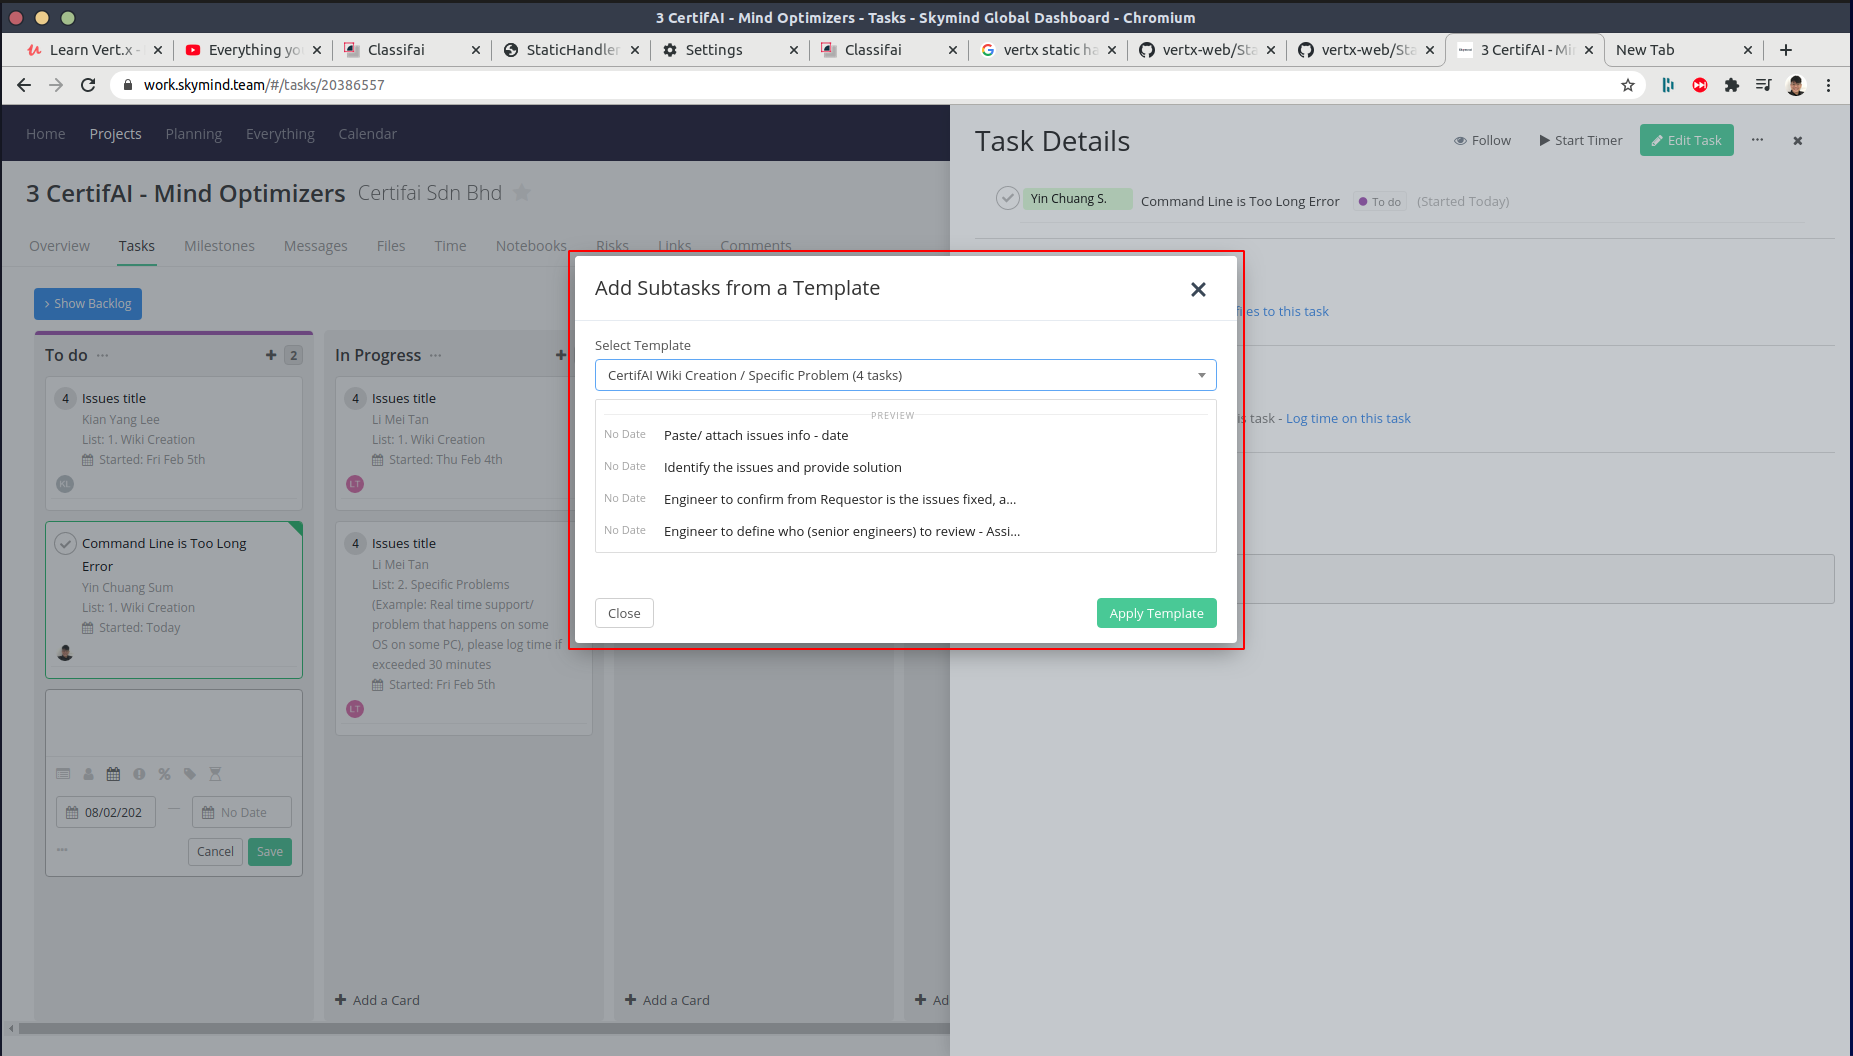 3 CertifAI - Mind Optimizers - Tasks - Skymind Global Dashboard - Chromium
Learn Vert.x -
Everything yo
Classifai
StaticHandler
Settings
Classifai
vertx static ha
vertx-web/Sta
vertx-web/Sta
3 CertifAI - Mi
New Tab
work.skymind.team/#/tasks/20386557
Home Projects Planning Everything Calendar
3 CertifAI - Mind Optimizers Certifai Sdn Bhd
Overview Tasks Milestones Messages Files Time Notebooks Risks Links Comments
Show Backlog
To do 2
4 Issues title
Kian Yang Lee
List: 1. Wiki Creation
Started: Fri Feb 5th
KL
Command Line is Too Long
Error
Yin Chuang Sum
List: 1. Wiki Creation
Started: Today
08/02/202 No Date
Cancel Save
In Progress
4 Issues title
Li Mei Tan
List: 1. Wiki Creation
Started: Thu Feb 4th
LT
4 Issues title
Li Mei Tan
List: 2. Specific Problems
(Example: Real time support/
problem that happens on some
OS on some PC), please log time if
exceeded 30 minutes
Started: Fri Feb 5th
LT
Add a Card
Add a Card
Ad
Task Details
Follow Start Timer Edit Task
Yin Chuang S. Command Line is Too Long Error To do (Started Today)
files to this task
is task - Log time on this task
Add Subtasks from a Template
Select Template
CertifAI Wiki Creation / Specific Problem (4 tasks)
PREVIEW
No Date Paste/ attach issues info - date
No Date Identify the issues and provide solution
No Date Engineer to confirm from Requestor is the issues fixed, a...
No Date Engineer to define who (senior engineers) to review - Assi...
Close Apply Template